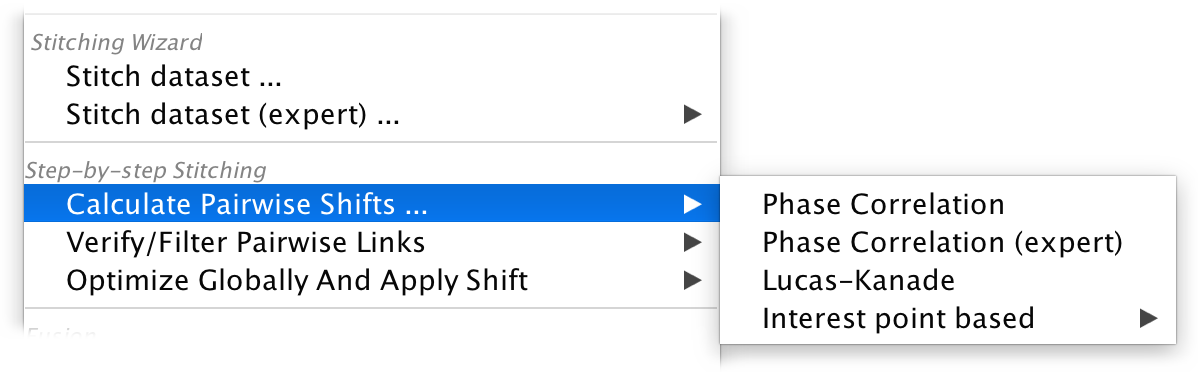 Stitching Wizard
Stitch dataset ...
Stitch dataset (expert) ...
Step-by-step Stitching
Calculate Pairwise Shifts ...
Verify/Filter Pairwise Links
Optimize Globally And Apply Shift
Fusion
Phase Correlation
Phase Correlation (expert)
Lucas-Kanade
Interest point based